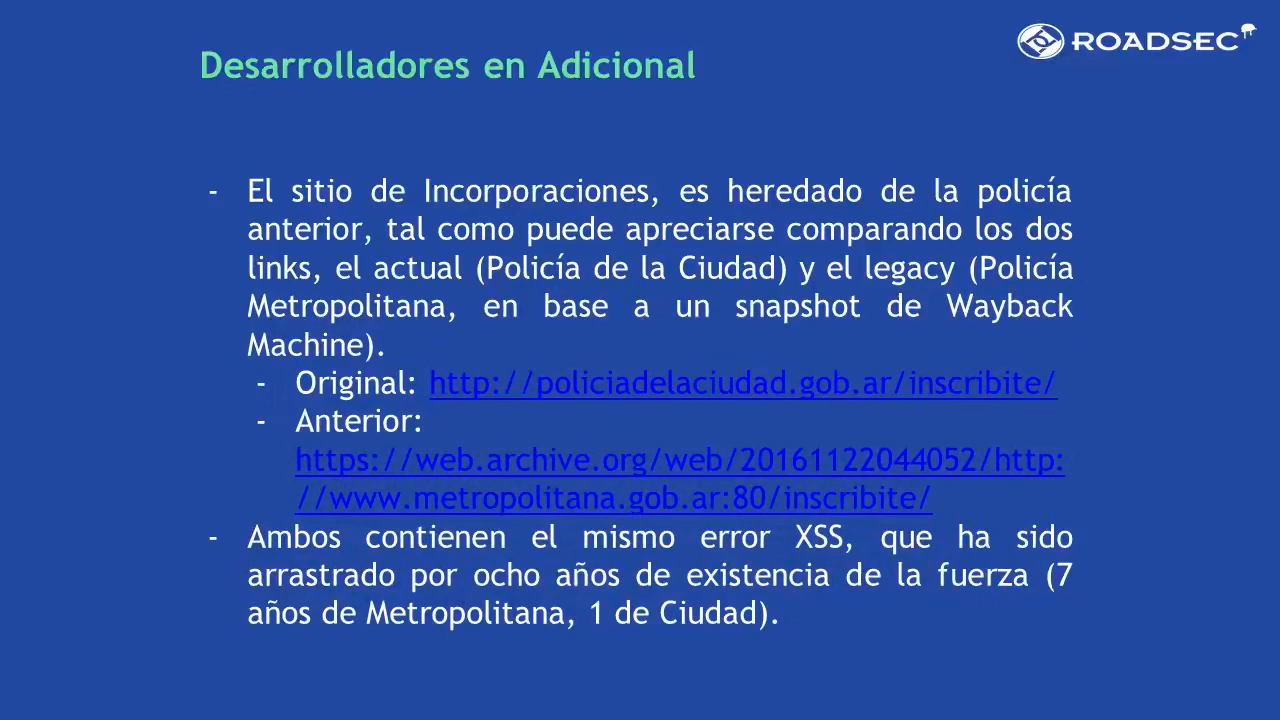 Desarrolladores en Adicional
ROADSEC
- El sitio de Incorporaciones, es heredado de la policía
anterior, tal como puede apreciarse comparando los dos
links, el actual (Policía de la Ciudad) y el legacy (Policía
Metropolitana, en base a un snapshot de Wayback
Machine).
- Original: http://policiadelaciudad.gob.ar/inscribite/
- Anterior:
https://web.archive.org/web/20161122044052/http:
//www.metropolitana.gob.ar:80/inscribite/
- Ambos contienen el mismo error XSS, que ha sido
arrastrado por ocho años de existencia de la fuerza (7
años de Metropolitana, 1 de Ciudad).